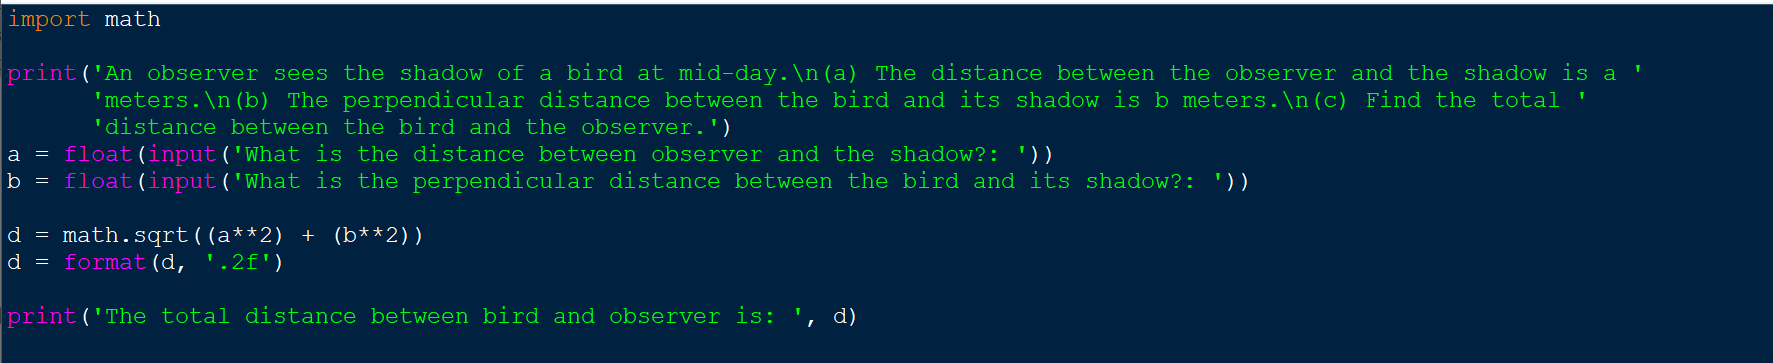 import math
print('An observer sees the shadow of a bird at mid-day.\n(a) The distance between the observer and the shadow is a '
'meters.\n(b) The perpendicular distance between the bird and its shadow is b meters.\n(c) Find the total '
'distance between the bird and the observer.')
a = float(input('What is the distance between observer and the shadow?: '))
b = float(input('What is the perpendicular distance between the bird and its shadow?: '))
d = math.sqrt((a**2) + (b**2))
d = format(d, '.2f')
print('The total distance between bird and observer is: ', d)